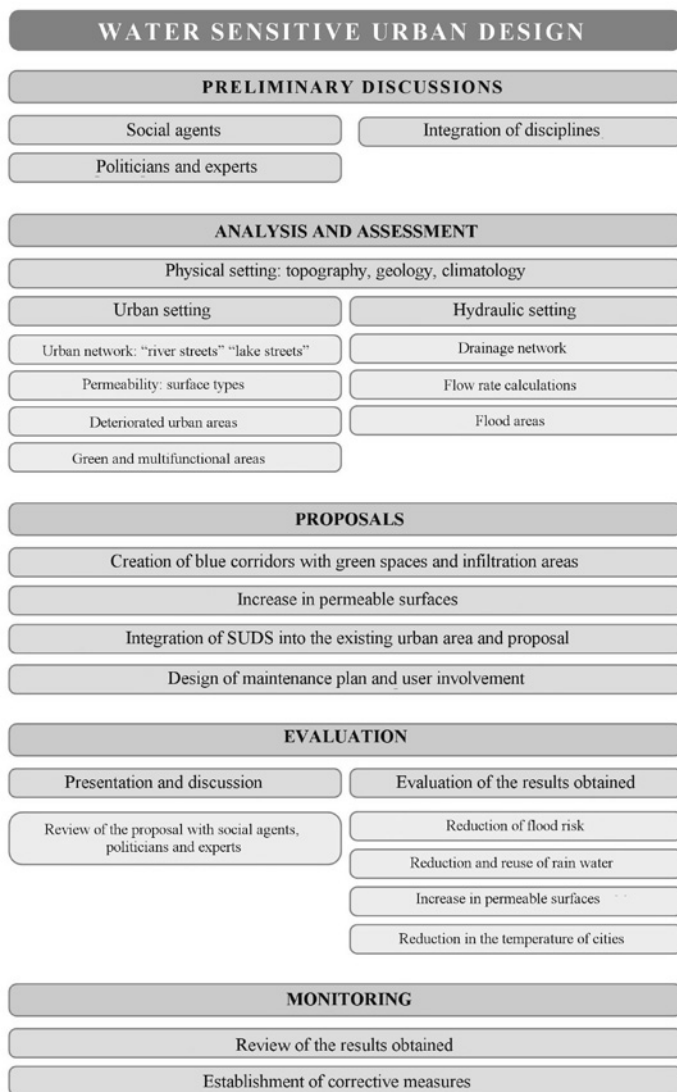 WATER SENSITIVE URBAN DESIGN
PRELIMINARY DISCUSSIONS
Social agents
Integration of disciplines
Politicians and experts
ANALYSIS AND ASSESSMENT
Physical setting: topography, geology, climatology
Urban setting
Hydraulic setting
Urban network: “river streets” “lake streets”
Drainage network
Permeability: surface types
Flow rate calculations
Deteriorated urban areas
Flood areas
Green and multifunctional areas
PROPOSALS
Creation of blue corridors with green spaces and infiltration areas
Increase in permeable surfaces
Integration of SUDS into the existing urban area and proposal
Design of maintenance plan and user involvement
EVALUATION
Presentation and discussion
Evaluation of the results obtained
Review of the proposal with social agents,
politicians and experts
Reduction of flood risk
Reduction and reuse of rain water
Increase in permeable surfaces
Reduction in the temperature of cities
MONITORING
Review of the results obtained
Establishment of corrective measures